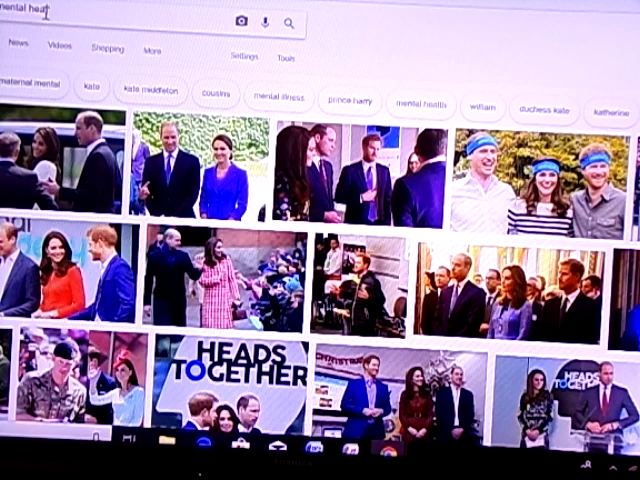 mental heat
News Videos Shopping More Settings Tools
maternal mental kate kate middleton cousins mental illness prince harry mental health william duchess kate katherine
HEADS
TOGETHER
HEADS
TOGETHER